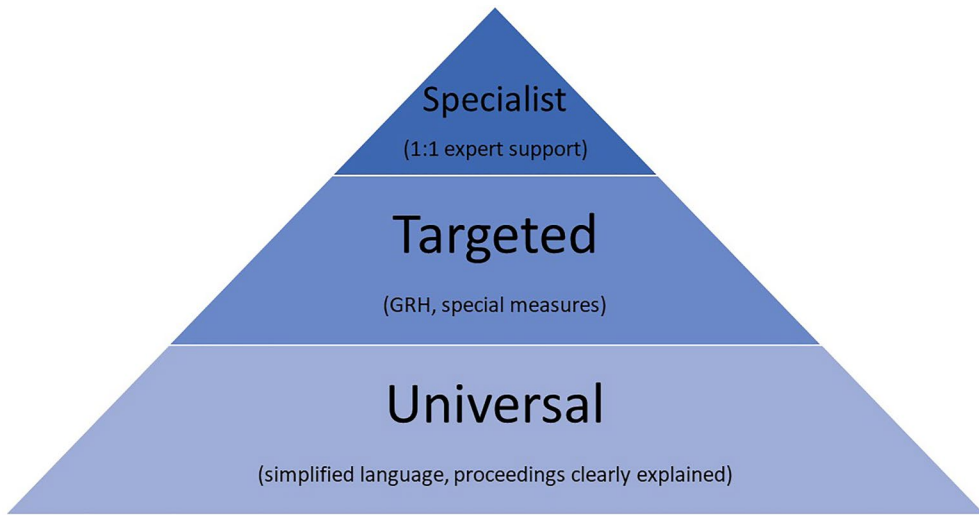 Specialist
(1:1 expert support)
Targeted
(GRH, special measures)
Universal
(simplified language, proceedings clearly explained)